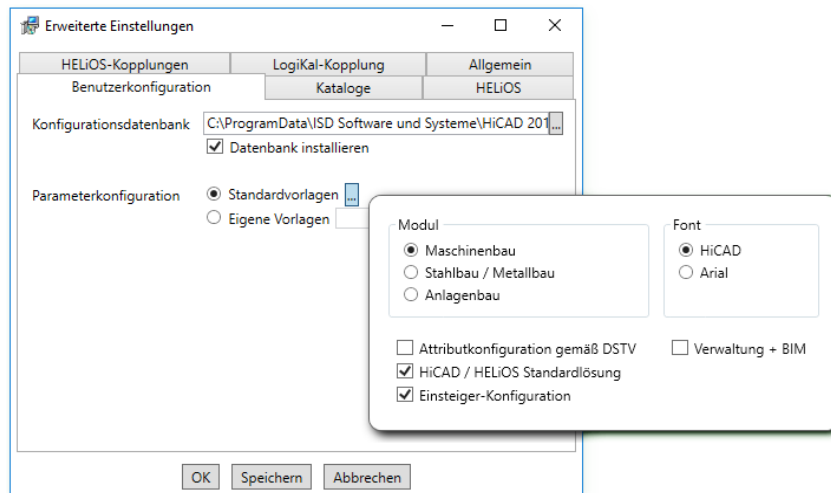 Erweiterte Einstellungen
HELiOS-Kopplungen LogiKal-Kopplung Allgemein
Benutzerkonfiguration Kataloge HELiOS
Konfigurationsdatenbank C:\ProgramData\ISD Software und Systeme\HiCAD 201 ...
Datenbank installieren
Parameterkonfiguration Standardvorlagen ...
Eigene Vorlagen
Modul Font
Maschinenbau HiCAD
Stahlbau / Metallbau Arial
Anlagenbau
Attributkonfiguration gemäß DSTV Verwaltung + BIM
HiCAD / HELiOS Standardlösung
Einsteiger-Konfiguration
OK Speichern Abbrechen